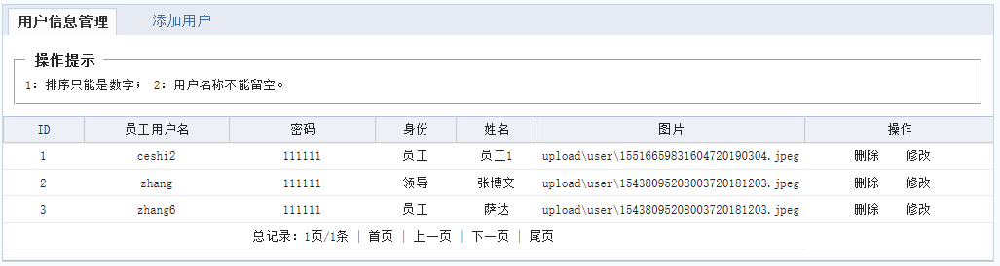 用户信息管理 添加用户
操作提示
1：排序只能是数字； 2：用户名称不能留空。
ID 员工用户名 密码 身份 姓名 图片 操作
1 ceshi2 111111 员工 员工1 upload\user\15516659831604720190304.jpeg 删除 修改
2 zhang 111111 领导 张博文 upload\user\15438095208003720181203.jpeg 删除 修改
3 zhang6 111111 员工 萨达 upload\user\15438095208003720181203.jpeg 删除 修改
总记录：1页/1条 | 首页 | 上一页 | 下一页 | 尾页